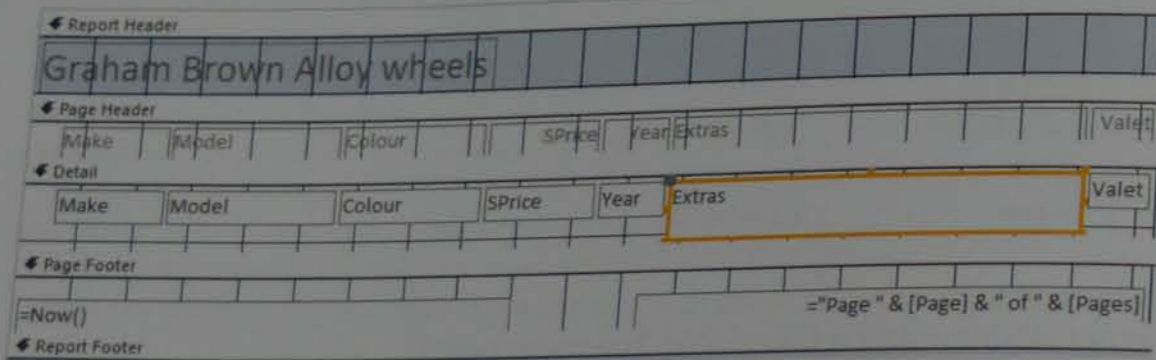 Report Header
Graham Brown Alloy wheels
Page Header
Make Model Colour SPrice Year Extras Valet
Detail
Make Model Colour SPrice Year Extras Valet
Page Footer
=Now() ="Page " & [Page] & " of " & [Pages]
Report Footer